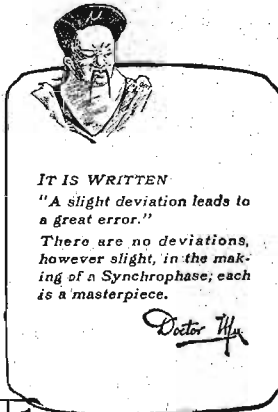 IT IS WRITTEN
"A slight deviation leads to
a great error."
There are no deviations,
however slight, in the mak-
ing of a Synchrophase; each
is a masterpiece.
Doctor Mu